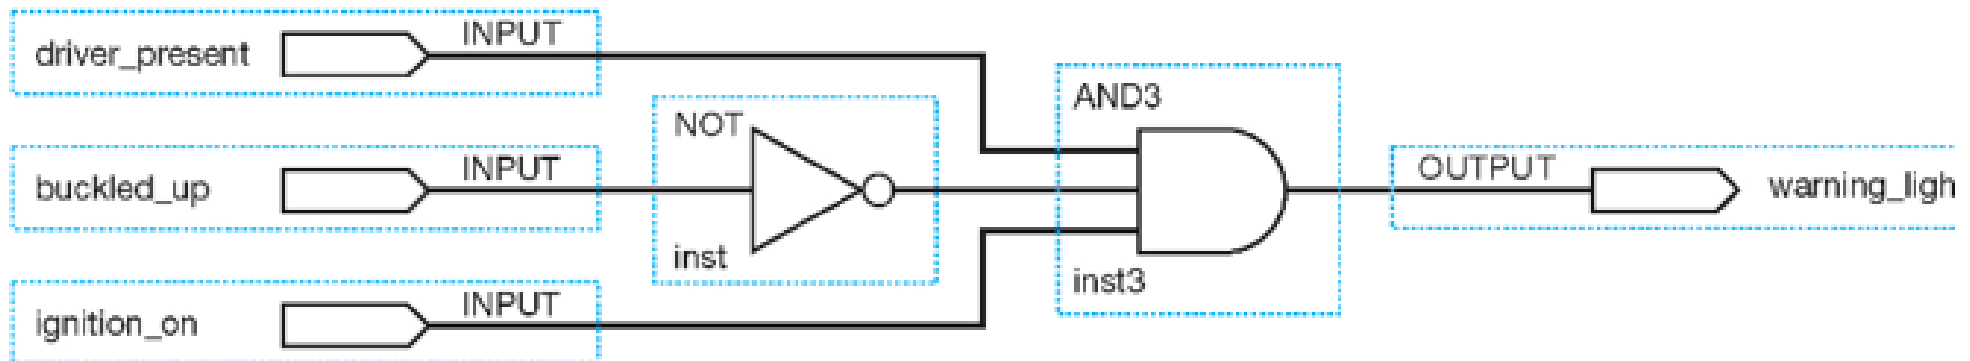 driver_present
INPUT
buckled_up
INPUT
ignition_on
INPUT
NOT
inst
AND3
inst3
OUTPUT
warning_ligh